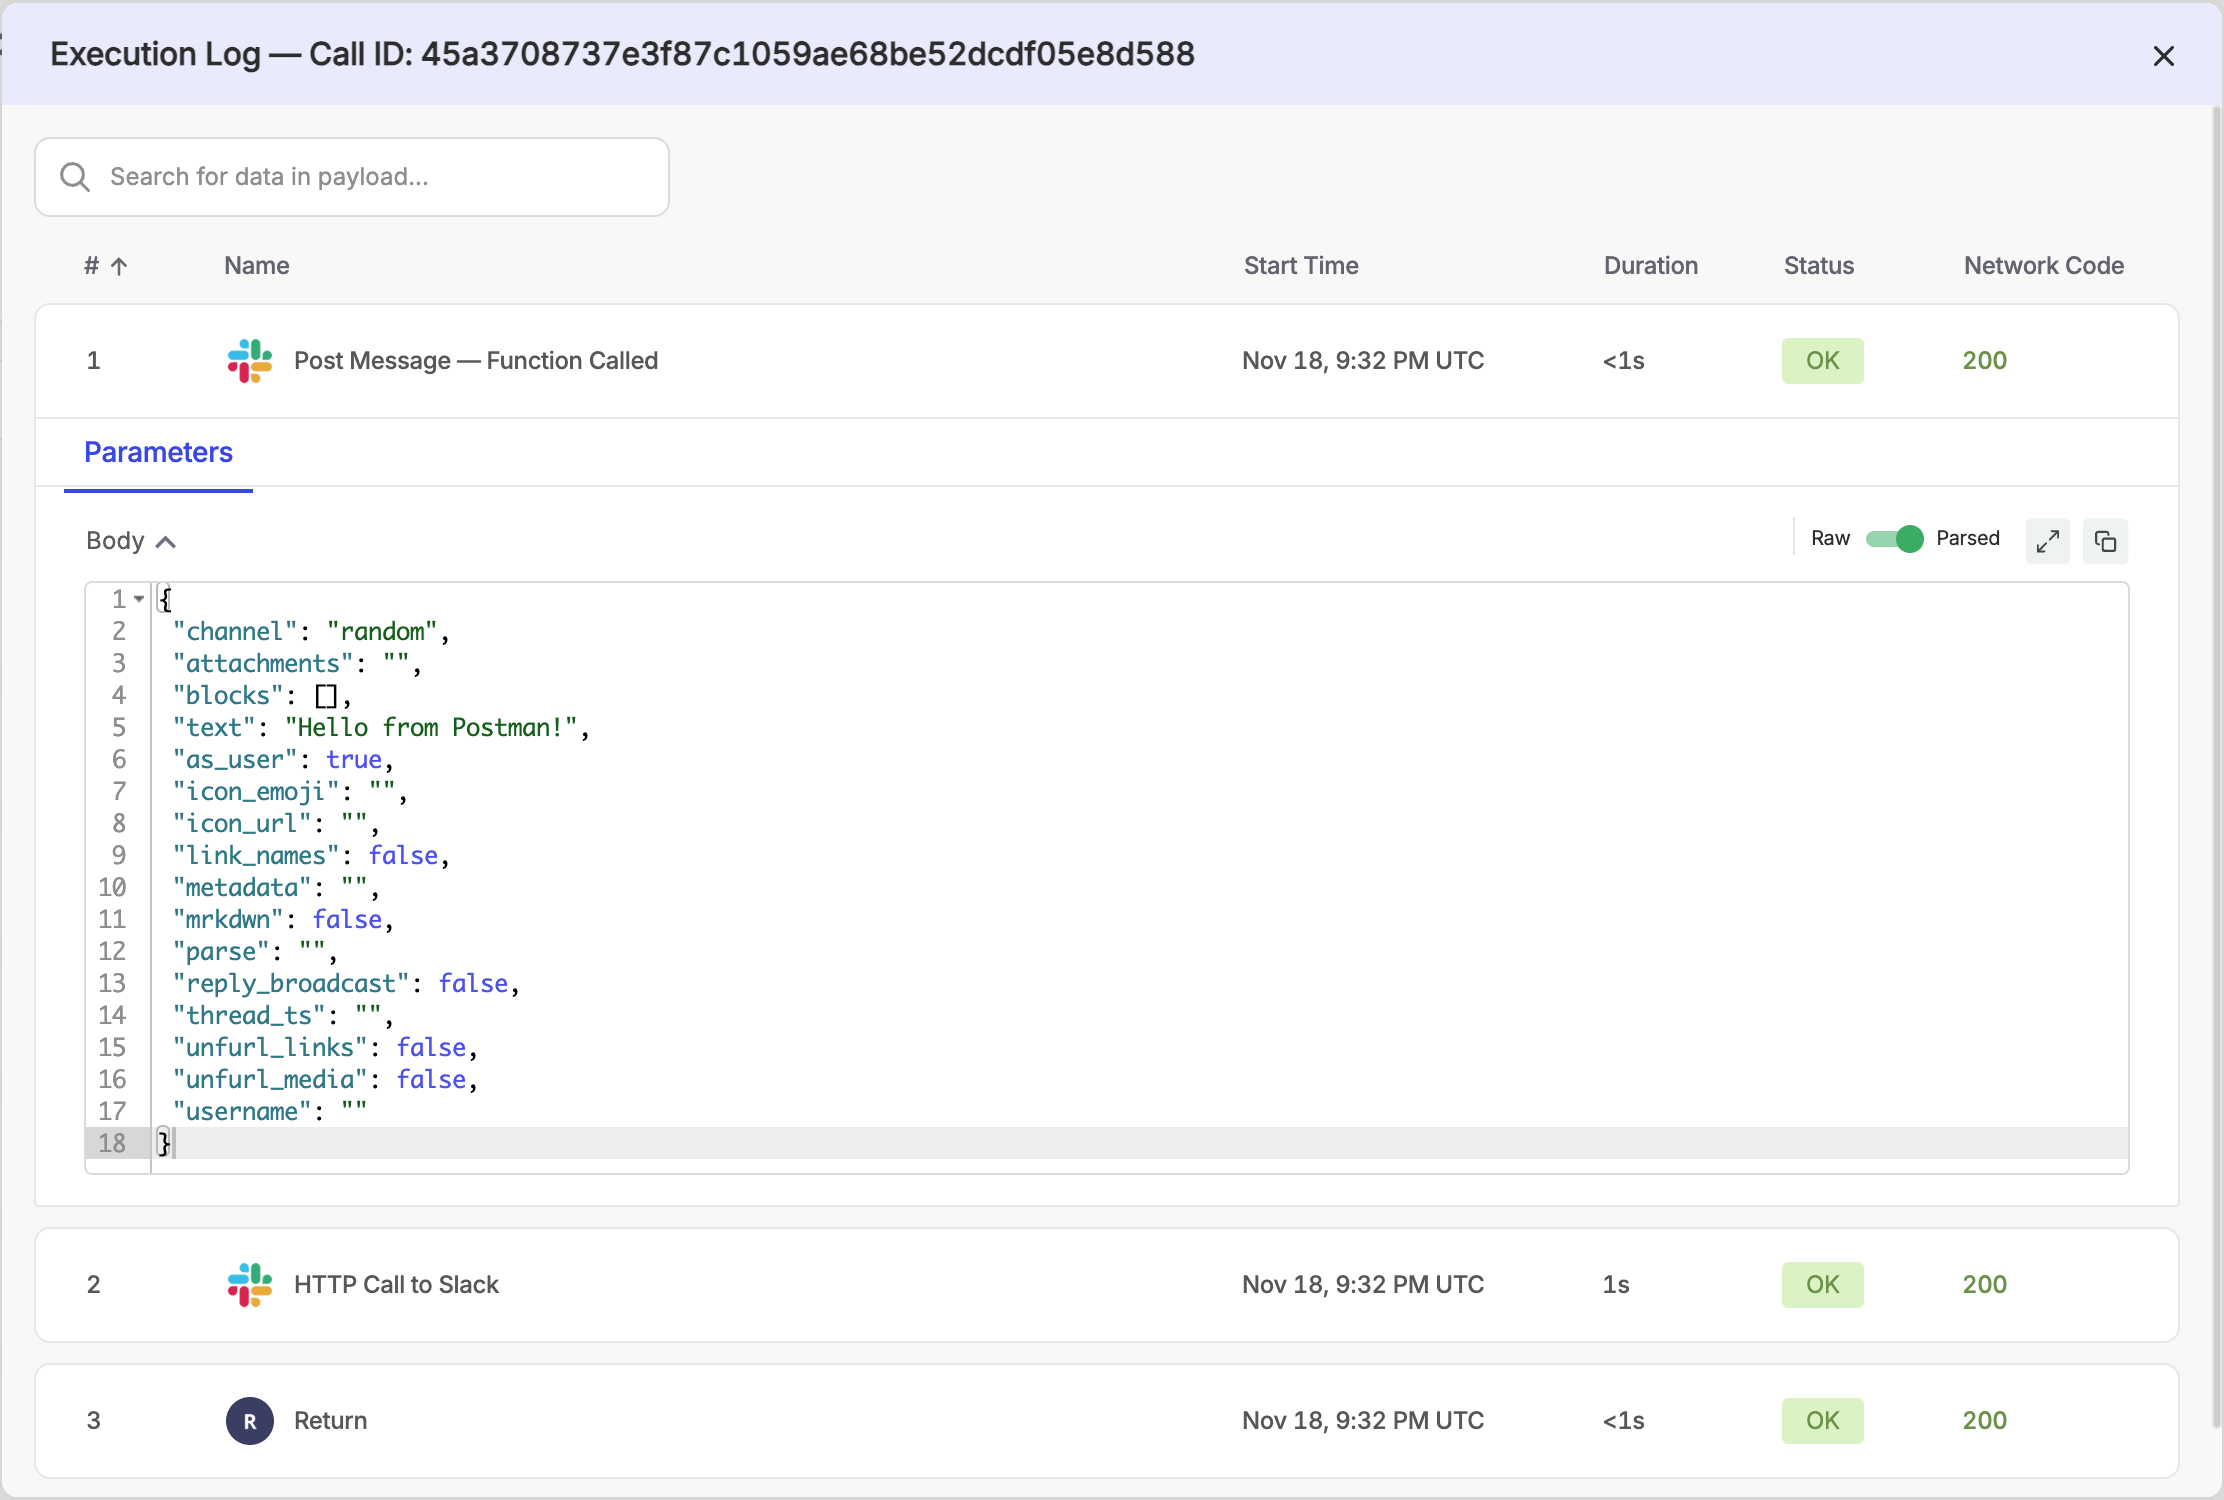 Execution Log — Call ID: 45a3708737e3f87c1059ae68be52dcdf05e8d588
Search for data in payload...
# Name Start Time Duration Status Network Code
1 Post Message — Function Called Nov 18, 9:32 PM UTC <1s OK 200
Parameters
Body Raw Parsed
1 {
2 "channel": "random",
3 "attachments": "",
4 "blocks": [],
5 "text": "Hello from Postman!",
6 "as_user": true,
7 "icon_emoji": "",
8 "icon_url": "",
9 "link_names": false,
10 "metadata": "",
11 "mrkdwn": false,
12 "parse": "",
13 "reply_broadcast": false,
14 "thread_ts": "",
15 "unfurl_links": false,
16 "unfurl_media": false,
17 "username": ""
18 }
2 HTTP Call to Slack Nov 18, 9:32 PM UTC 1s OK 200
3 R Return Nov 18, 9:32 PM UTC <1s OK 200